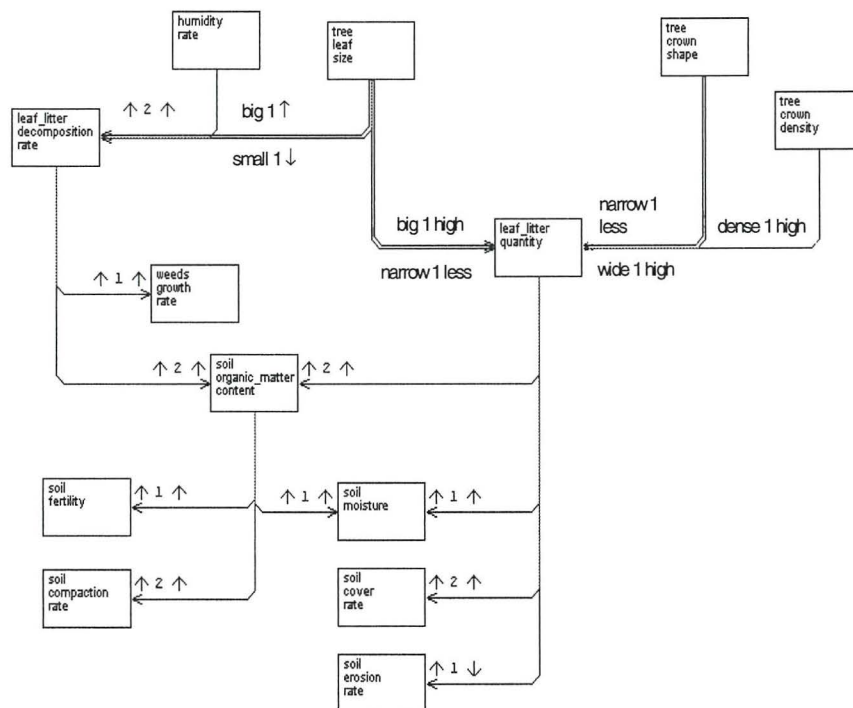 humidity
rate
tree
leaf
size
tree
crown
shape
tree
crown
density
↑ 2 ↑
big 1 ↑
leaf_litter
decomposition
rate
small 1 ↓
narrow 1
less
big 1 high
leaf_litter
quantity
dense 1 high
narrow 1 less
wide 1 high
↑ 1 ↑
weeds
growth
rate
↑ 2 ↑
soil
organic_matter
content
↑ 2 ↑
soil
fertility
↑ 1 ↑
↑ 1 ↑
soil
moisture
↑ 1 ↑
soil
compaction
rate
↑ 2 ↑
soil
cover
rate
↑ 2 ↑
soil
erosion
rate
↑ 1 ↓